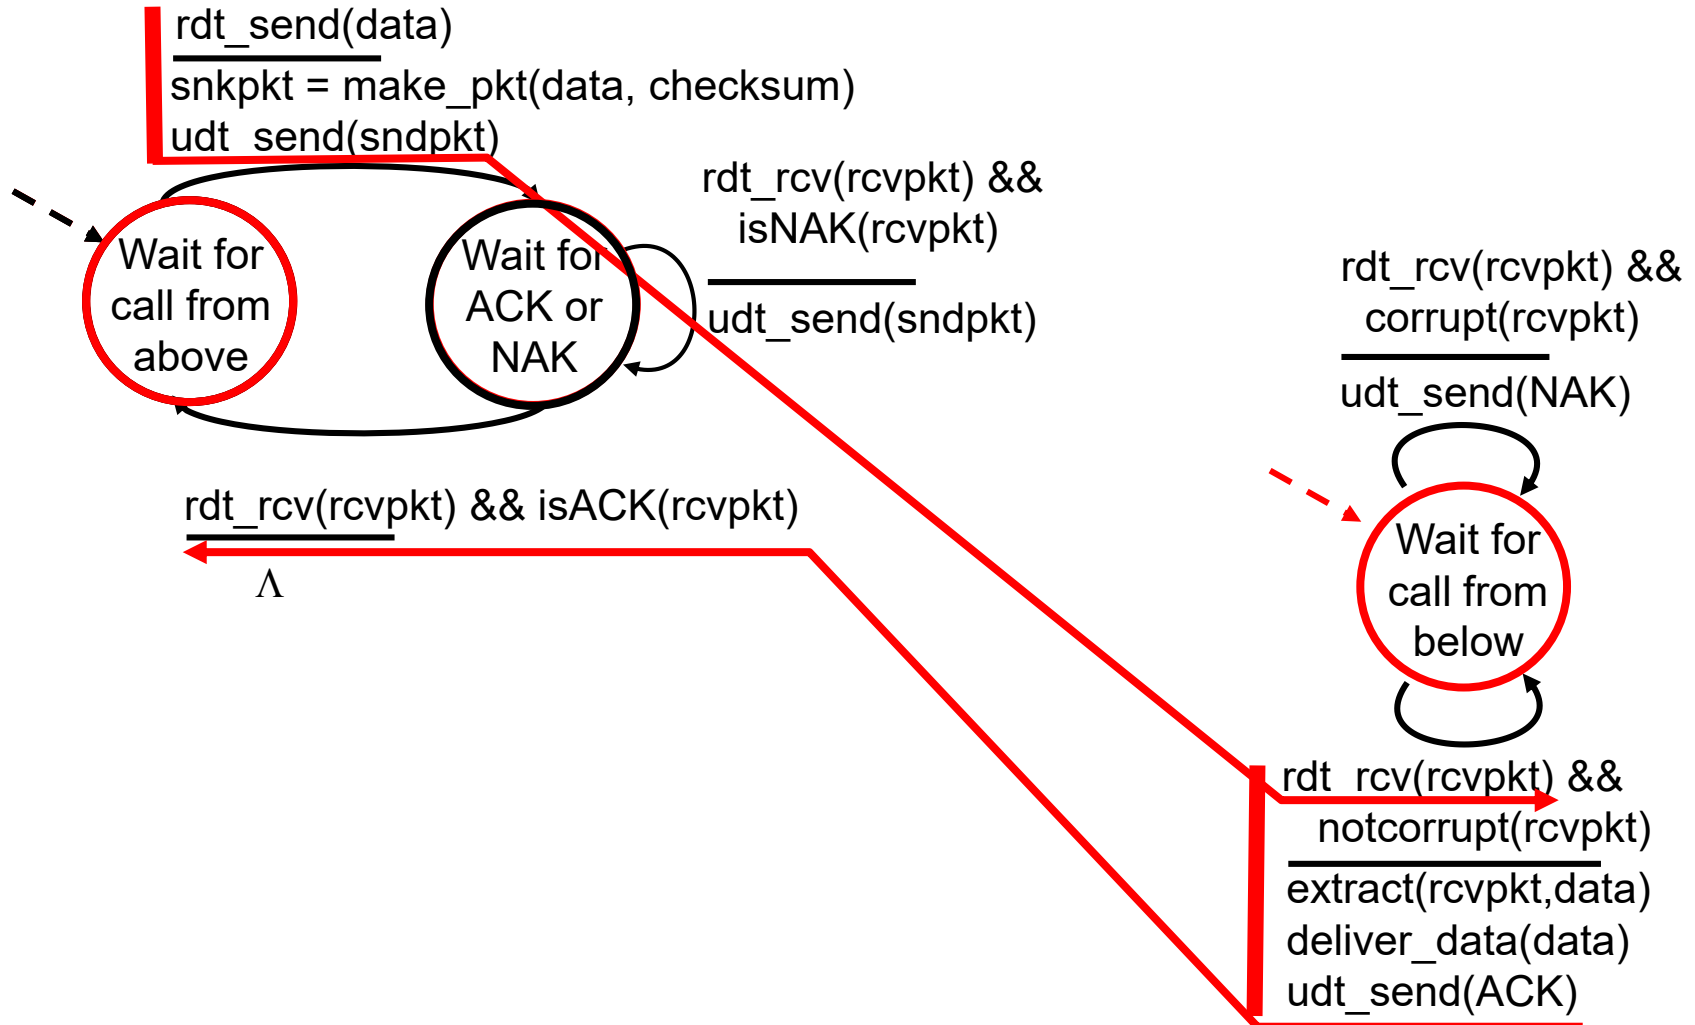 rdt_send(data)
snkpkt = make_pkt(data, checksum)
udt_send(sndpkt)
Wait for
call from
above
Wait for
ACK or
NAK
rdt_rcv(rcvpkt) &&
isNAK(rcvpkt)
udt_send(sndpkt)
rdt_rcv(rcvpkt) && isACK(rcvpkt)
Λ
rdt_rcv(rcvpkt) &&
corrupt(rcvpkt)
udt_send(NAK)
Wait for
call from
below
rdt_rcv(rcvpkt) &&
notcorrupt(rcvpkt)
extract(rcvpkt,data)
deliver_data(data)
udt_send(ACK)